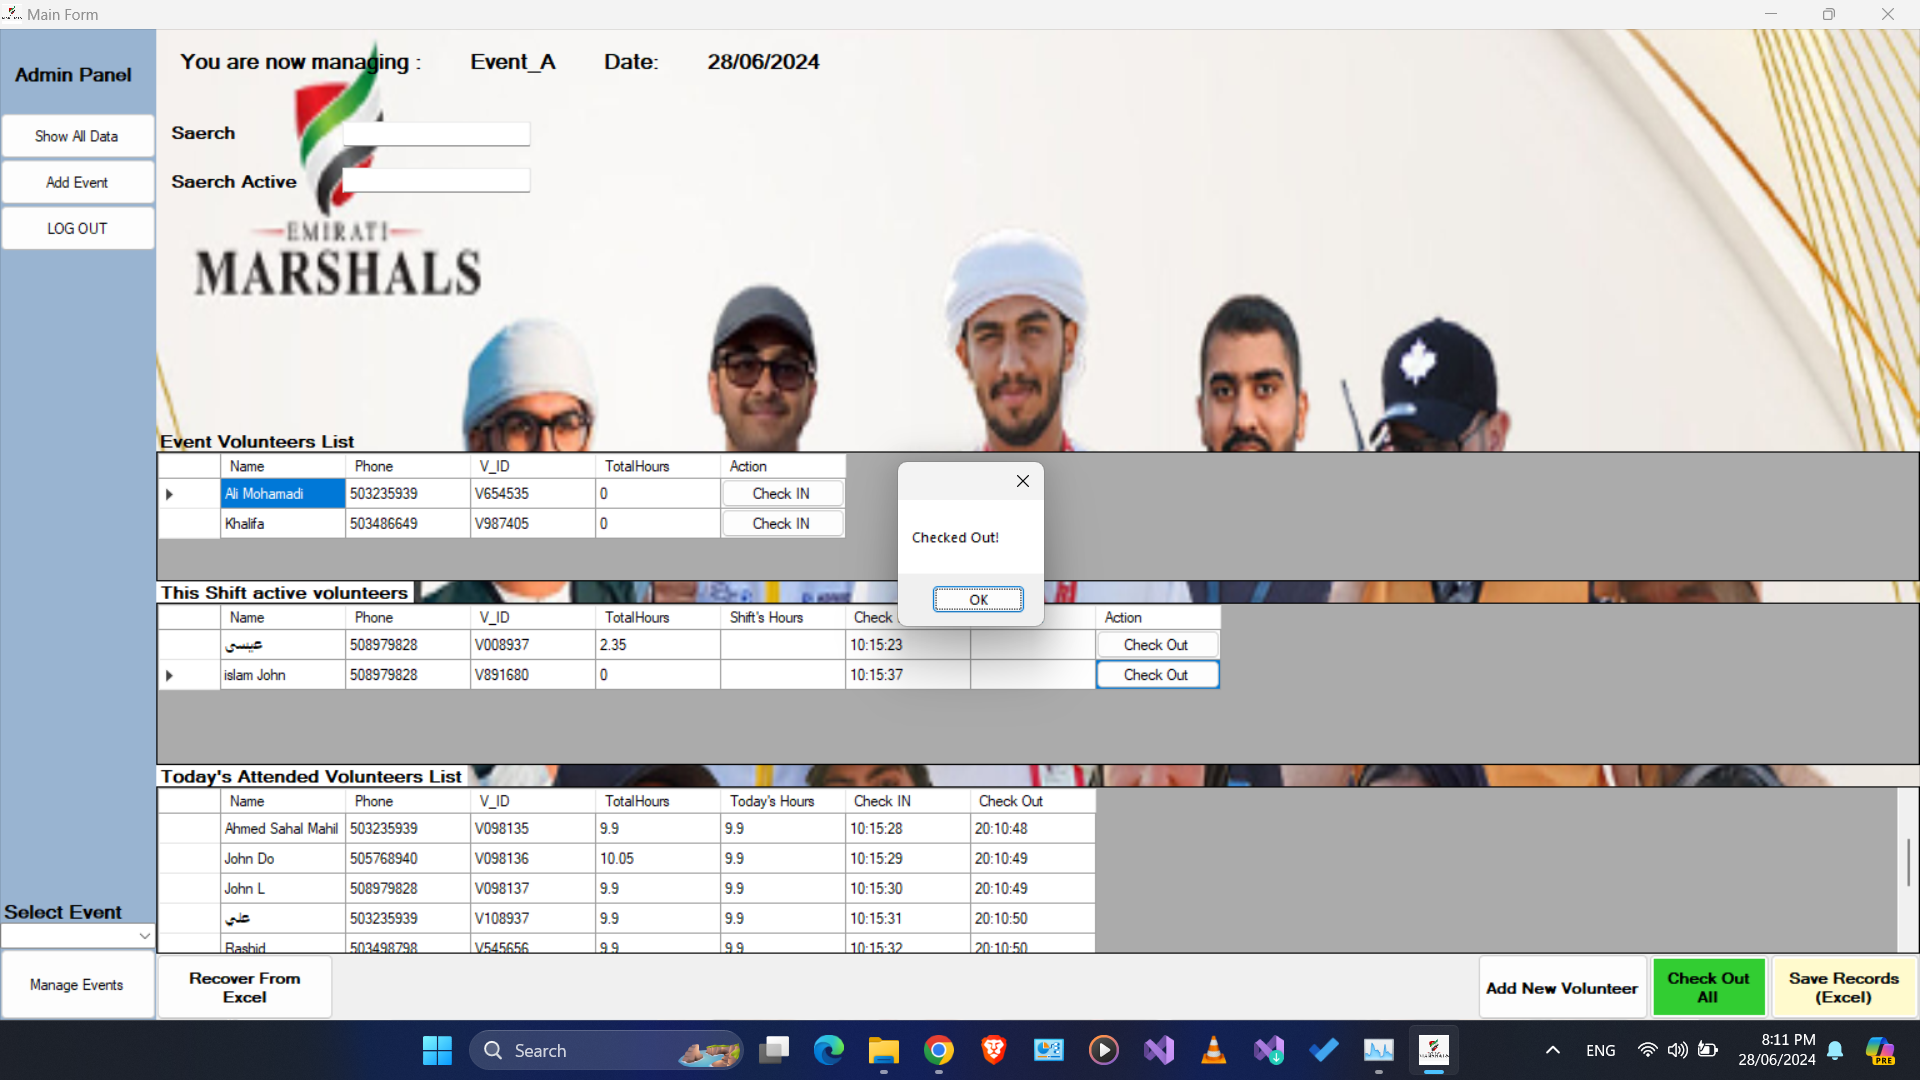 Main Form
Admin Panel
Show All Data
Add Event
LOG OUT
You are now managing : Event_A Date: 28/06/2024
Saerch
Saerch Active
EMIRATI
MARSHALS
Event Volunteers List
Name Phone V_ID TotalHours Action
Ali Mohamadi 503235939 V654535 0 Check IN
Khalifa 503486649 V987405 0 Check IN
Checked Out!
OK
This Shift active volunteers
Name Phone V_ID TotalHours Shift's Hours Check Action
عيسى 508979828 V008937 2.35 10:15:23 Check Out
islam John 508979828 V891680 0 10:15:37 Check Out
Today's Attended Volunteers List
Name Phone V_ID TotalHours Today's Hours Check IN Check Out
Ahmed Sahal Mahil 503235939 V098135 9.9 9.9 10:15:28 20:10:48
John Do 505768940 V098136 10.05 9.9 10:15:29 20:10:49
John L 508979828 V098137 9.9 9.9 10:15:30 20:10:49
علي 503235939 V108937 9.9 9.9 10:15:31 20:10:50
Rashid 503498798 V545656 9.9 9.9 10:15:32 20:10:50
Select Event
Manage Events
Recover From
Excel
Add New Volunteer
Check Out
All
Save Records
(Excel)
Search
ENG
8:11 PM
28/06/2024
PRE